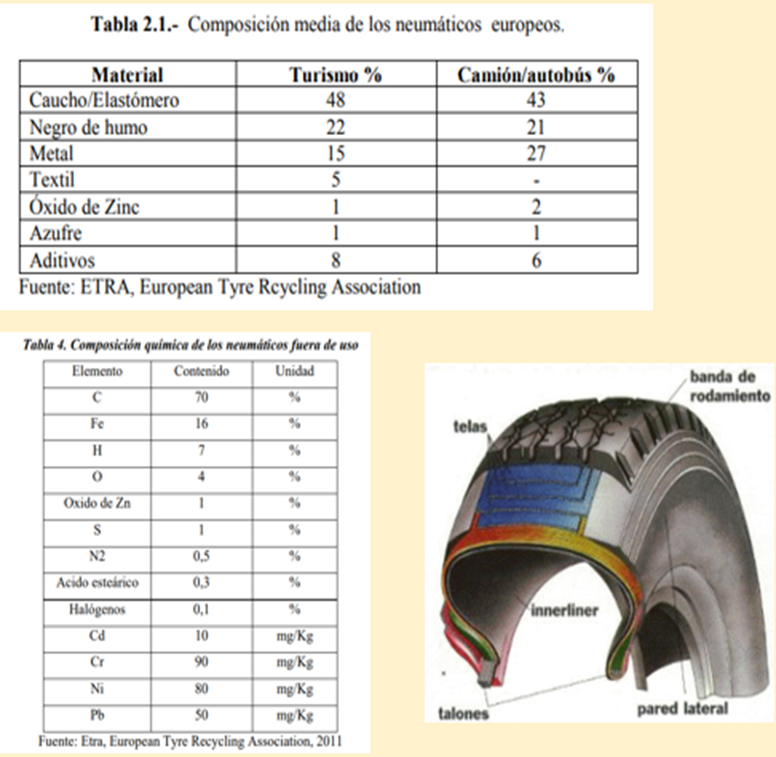 Tabla 2.1.- Composición media de los neumáticos europeos.
Material Turismo % Camión/autobús %
Caucho/Elastómero 48 43
Negro de humo 22 21
Metal 15 27
Textil 5 -
Óxido de Zinc 1 2
Azufre 1 1
Aditivos 8 6
Fuente: ETRA, European Tyre Rcycling Association
Tabla 4. Composición química de los neumáticos fuera de uso
Elemento Contenido Unidad
C 70 %
Fe 16 %
H 7 %
O 4 %
Oxido de Zn 1 %
S 1 %
N2 0,5 %
Acido esteárico 0,3 %
Halógenos 0,1 %
Cd 10 mg/Kg
Cr 90 mg/Kg
Ni 80 mg/Kg
Pb 50 mg/Kg
Fuente: Etra, European Tyre Recycling Association, 2011
banda de
rodamiento
telas
innerliner
talones
pared lateral